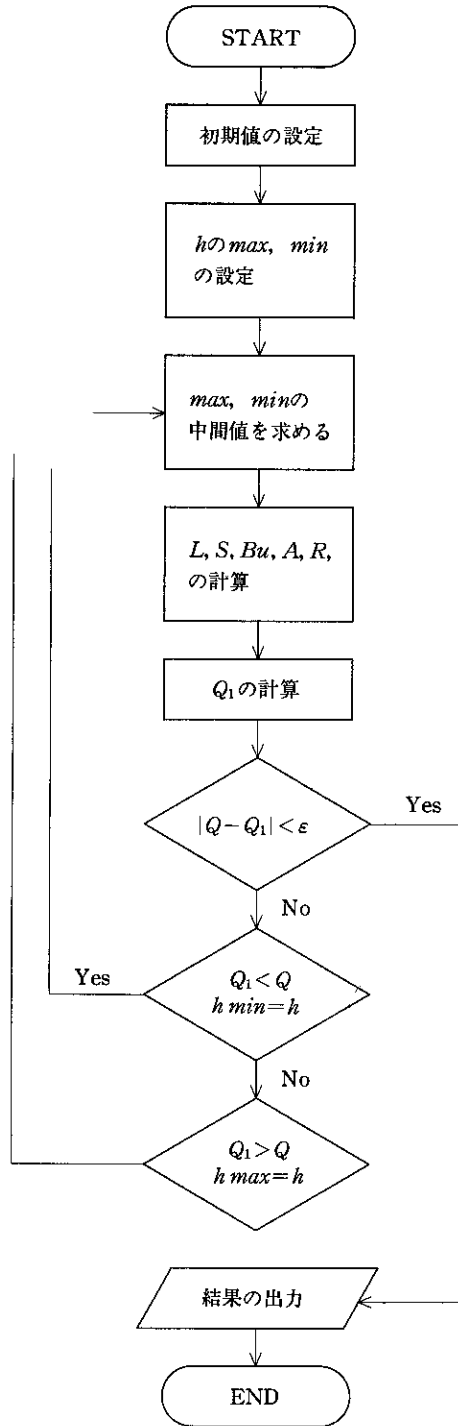 START
初期値の設定
hのmax, min
の設定
max, minの
中間値を求める
L, S, Bu, A, R,
の計算
Q₁の計算
|Q−Q₁|<ε
Yes
No
Q₁<Q
h min=h
Yes
No
Q₁>Q
h max=h
結果の出力
END